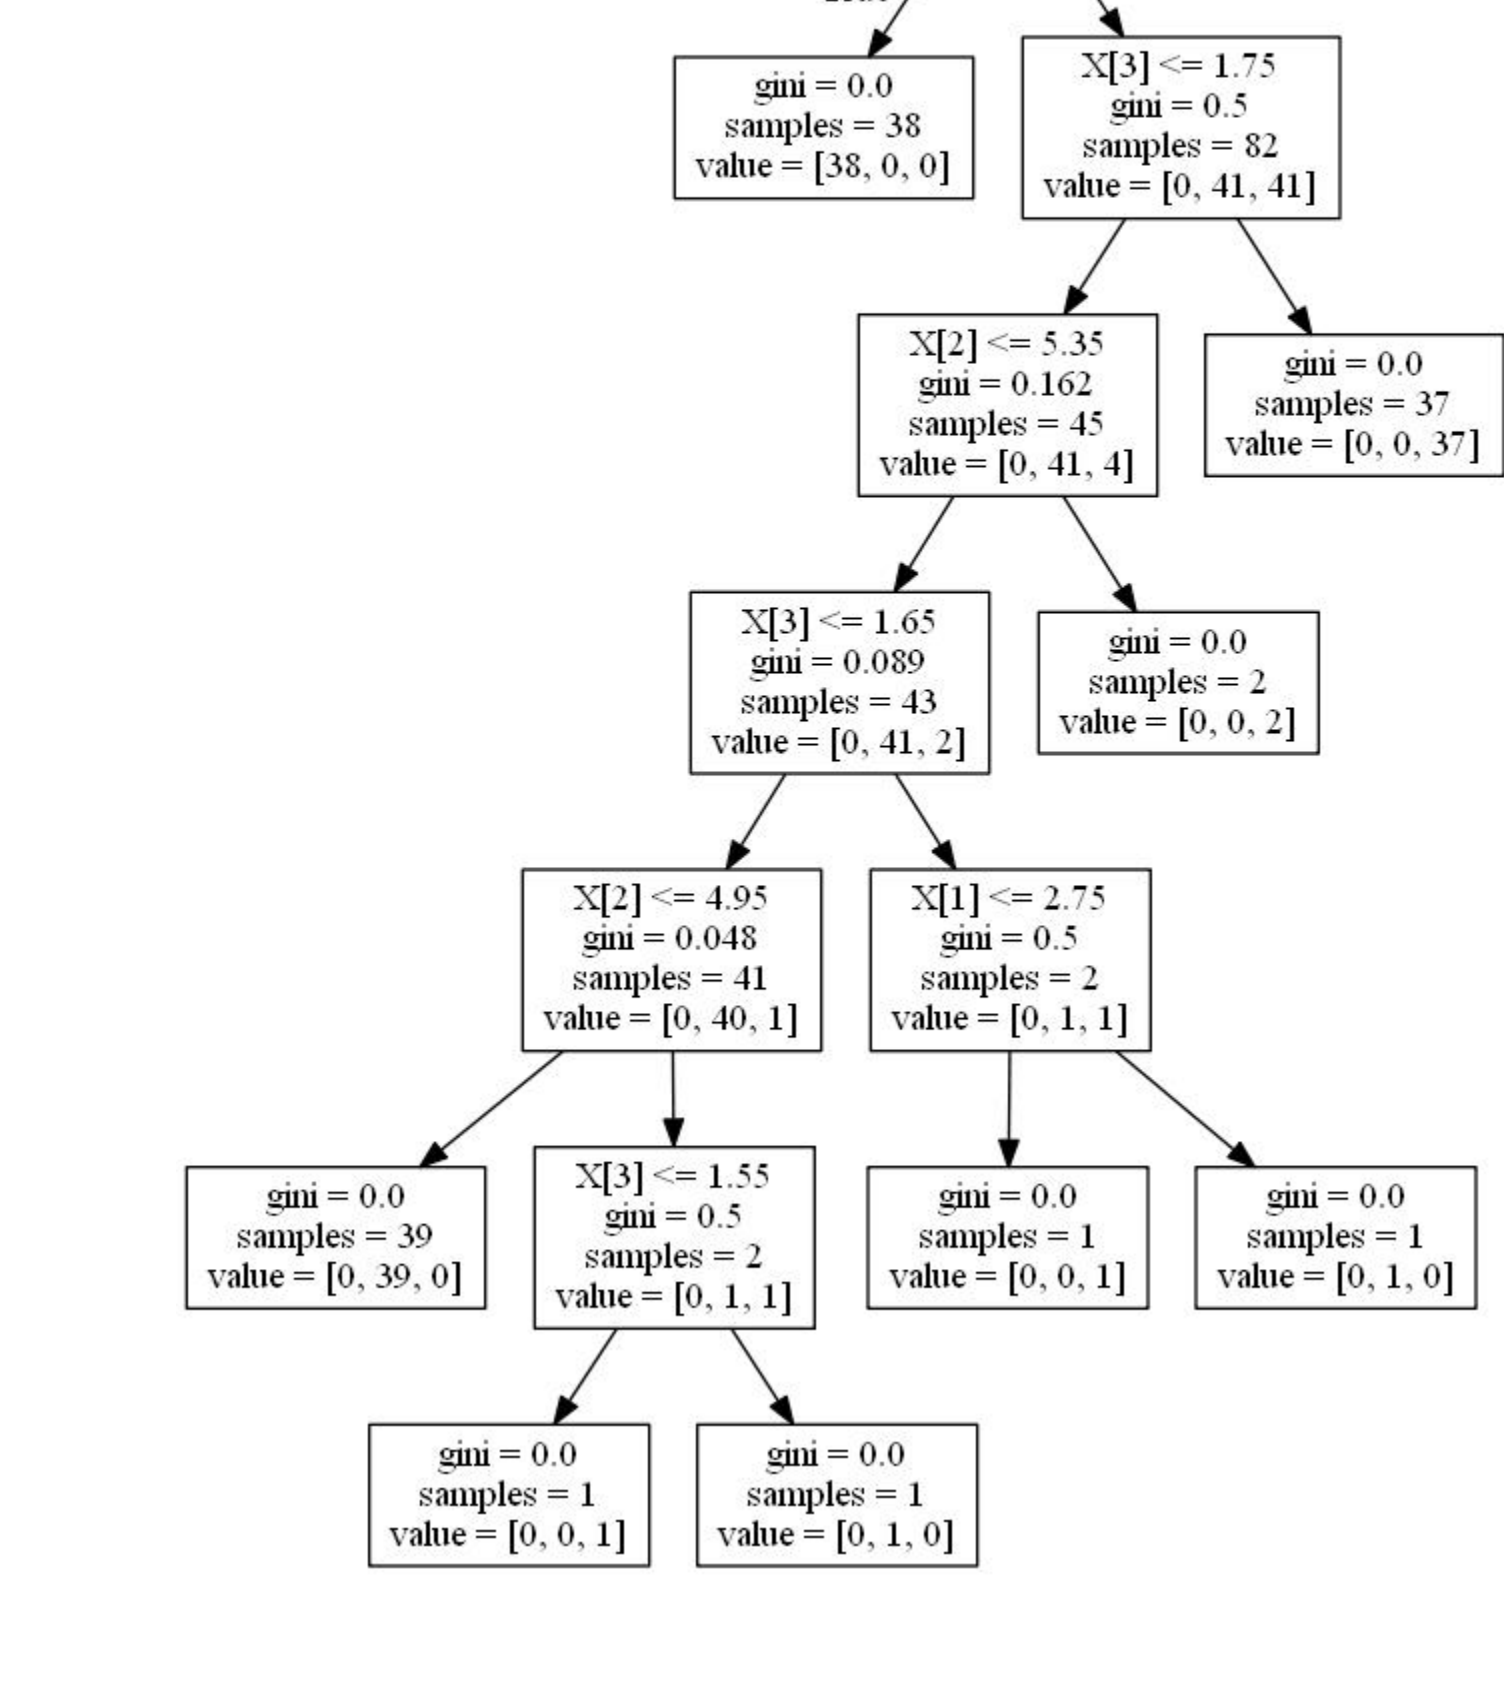 gini = 0.0
samples = 38
value = [38, 0, 0]
X[3] <= 1.75
gini = 0.5
samples = 82
value = [0, 41, 41]
X[2] <= 5.35
gini = 0.162
samples = 45
value = [0, 41, 4]
gini = 0.0
samples = 37
value = [0, 0, 37]
X[3] <= 1.65
gini = 0.089
samples = 43
value = [0, 41, 2]
gini = 0.0
samples = 2
value = [0, 0, 2]
X[2] <= 4.95
gini = 0.048
samples = 41
value = [0, 40, 1]
X[1] <= 2.75
gini = 0.5
samples = 2
value = [0, 1, 1]
gini = 0.0
samples = 39
value = [0, 39, 0]
X[3] <= 1.55
gini = 0.5
samples = 2
value = [0, 1, 1]
gini = 0.0
samples = 1
value = [0, 0, 1]
gini = 0.0
samples = 1
value = [0, 1, 0]
gini = 0.0
samples = 1
value = [0, 0, 1]
gini = 0.0
samples = 1
value = [0, 1, 0]